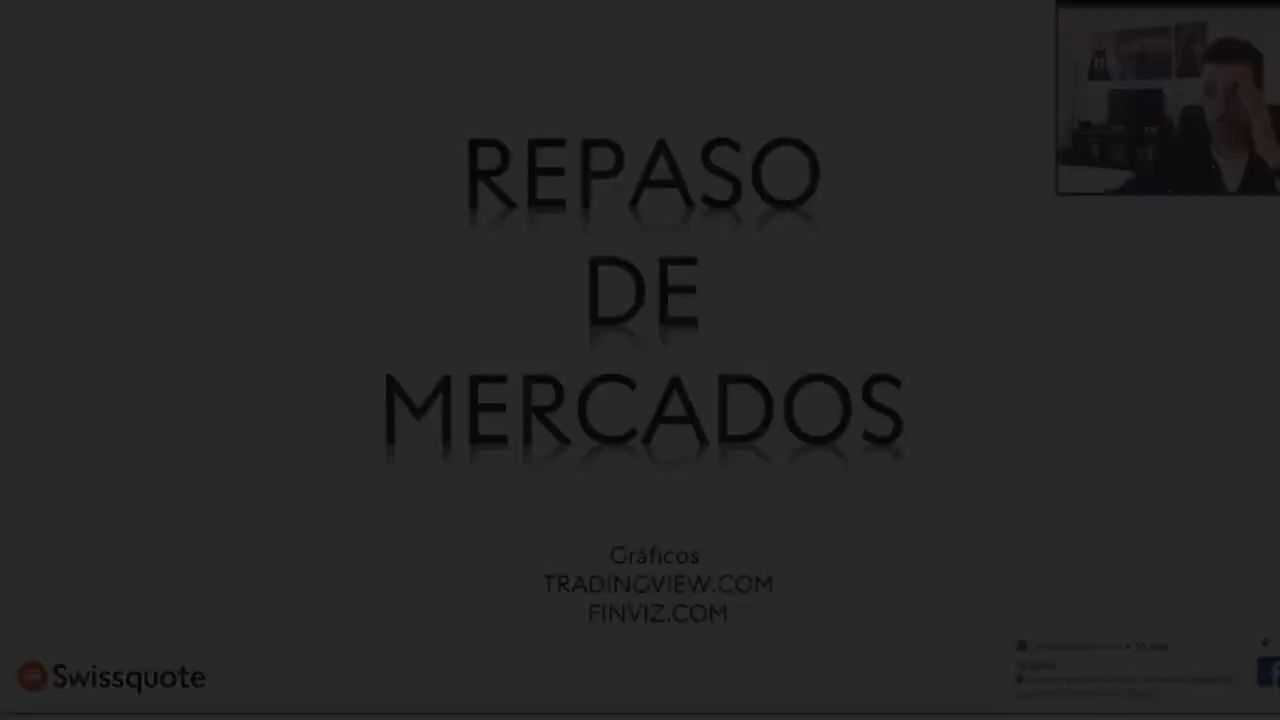 REPASO
DE
MERCADOS
Gráficos
TRADINGVIEW.COM
FINVIZ.COM
Swissquote